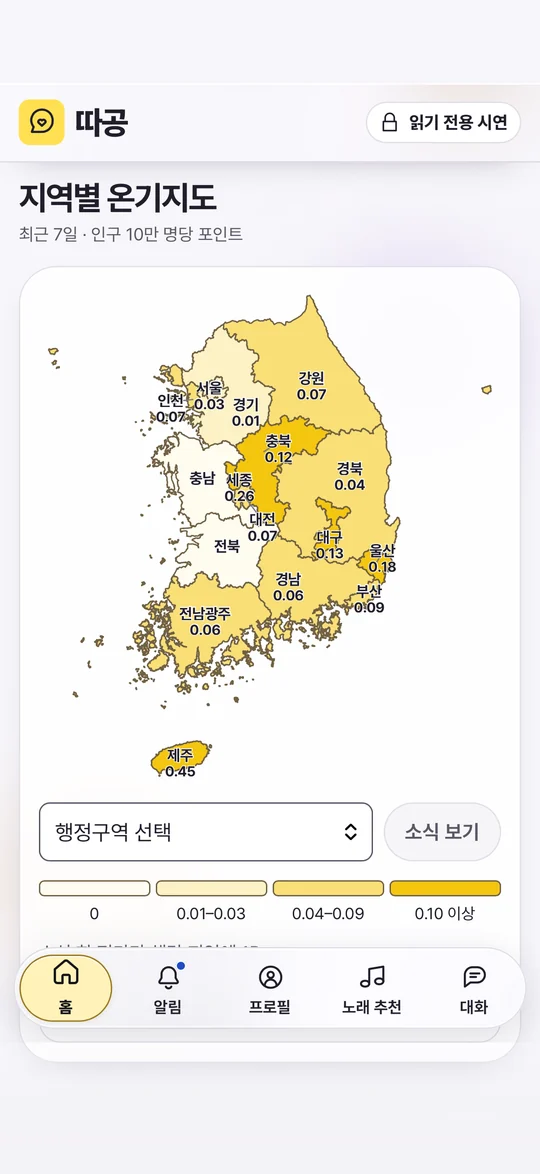 따공
읽기 전용 시연
지역별 온기지도
최근 7일 · 인구 10만 명당 포인트
강원
0.07
서울
0.03
인천
0.07
경기
0.01
충북
0.12
경북
0.04
충남
세종
0.26
대전
0.07
대구
0.13
전북
울산
0.18
경남
0.06
부산
0.09
전남광주
0.06
제주
0.45
행정구역 선택
소식 보기
0
0.01–0.03
0.04–0.09
0.10 이상
홈
알림
프로필
노래 추천
대화